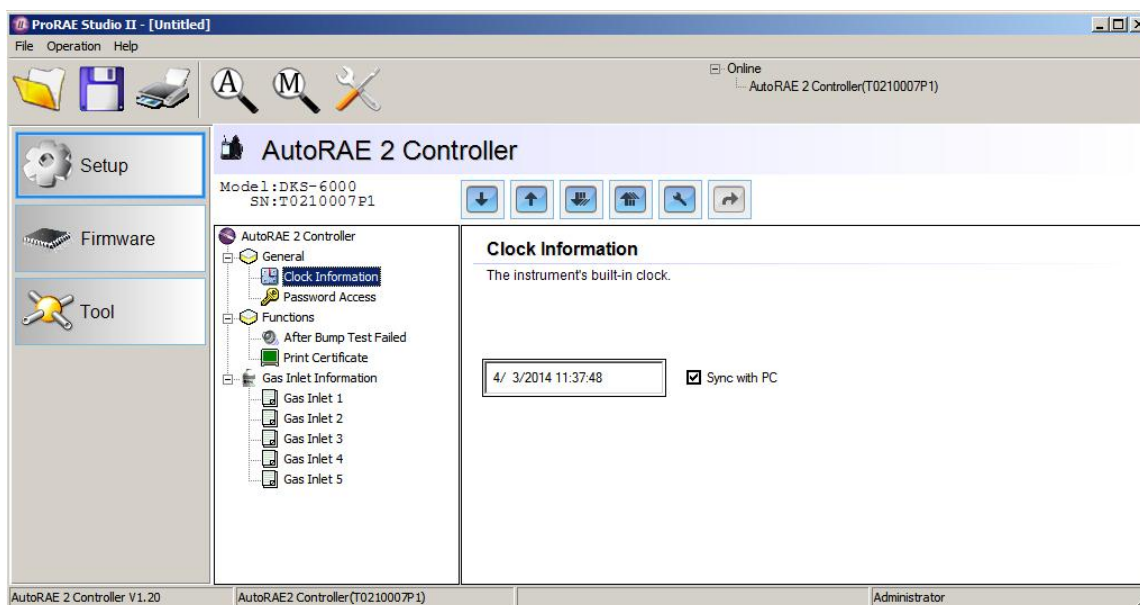 ProRAE Studio II - [Untitled]
File Operation Help
A M
Online
AutoRAE 2 Controller(T0210007P1)
Setup
Firmware
Tool
AutoRAE 2 Controller
Model:DKS-6000
SN:T0210007P1
AutoRAE 2 Controller
General
Clock Information
Password Access
Functions
After Bump Test Failed
Print Certificate
Gas Inlet Information
Gas Inlet 1
Gas Inlet 2
Gas Inlet 3
Gas Inlet 4
Gas Inlet 5
Clock Information
The instrument's built-in clock.
4/ 3/2014 11:37:48 Sync with PC
AutoRAE 2 Controller V1.20 AutoRAE2 Controller(T0210007P1) Administrator